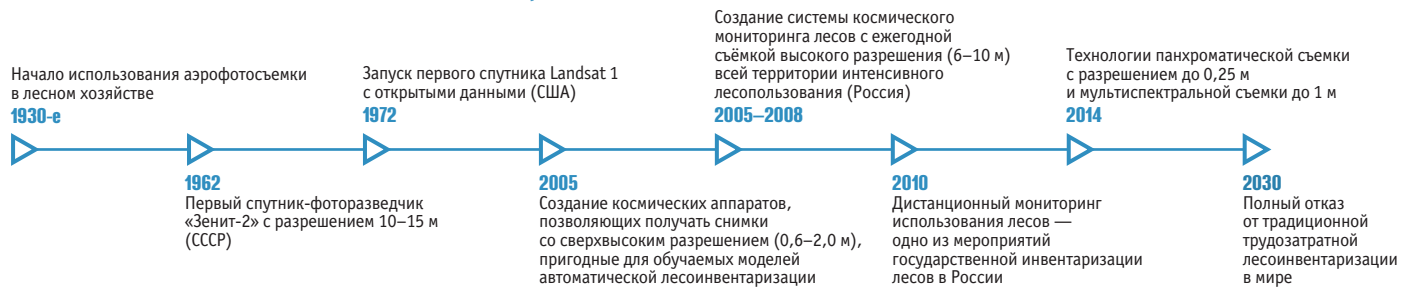 Начало использования аэрофотосъемки
в лесном хозяйстве
1930-е
1962
Первый спутник-фоторазведчик
«Зенит-2» с разрешением 10–15 м
(СССР)
Запуск первого спутника Landsat 1
с открытыми данными (США)
1972
2005
Создание космических аппаратов,
позволяющих получать снимки
со сверхвысоким разрешением (0,6–2,0 м),
пригодные для обучаемых моделей
автоматической лесоинвентаризации
Создание системы космического
мониторинга лесов с ежегодной
съёмкой высокого разрешения (6–10 м)
всей территории интенсивного
лесопользования (Россия)
2005–2008
2010
Дистанционный мониторинг
использования лесов —
одно из мероприятий
государственной инвентаризации
лесов в России
Технологии панхроматической съемки
с разрешением до 0,25 м
и мультиспектральной съемки до 1 м
2014
2030
Полный отказ
от традиционной
трудозатратной
лесоинвентаризации
в мире